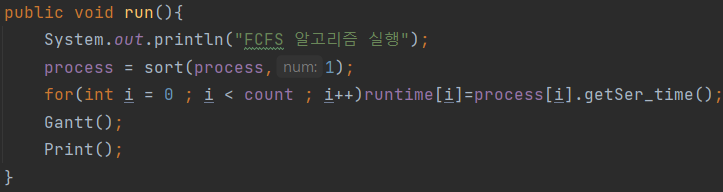 public void run(){
System.out.println("FCFS 알고리즘 실행");
process = sort(process, num: 1);
for(int i = 0 ; i < count ; i++)runtime[i]=process[i].getSer_time();
Gantt();
Print();
}